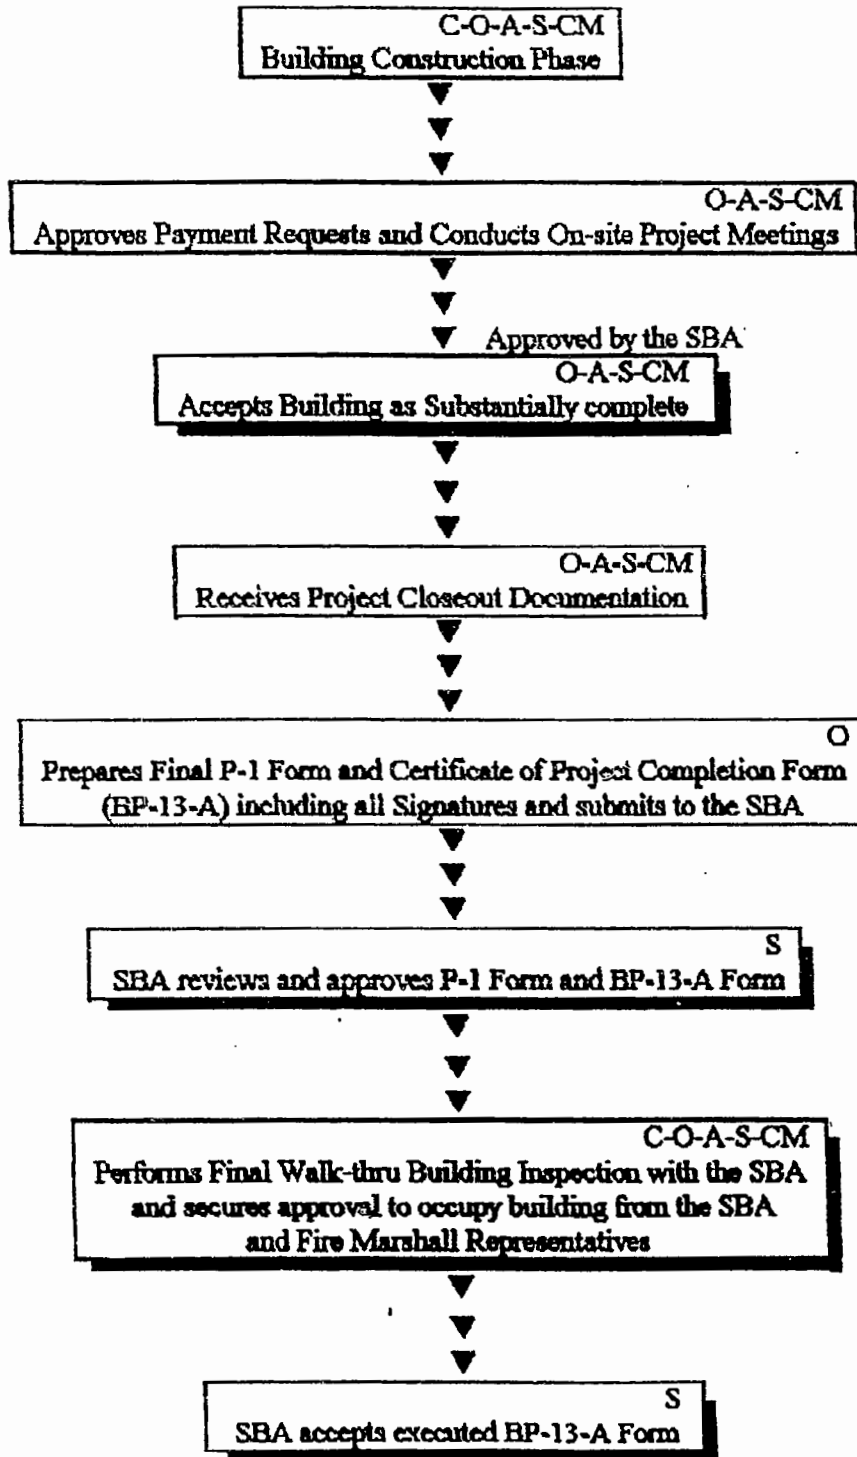 C-O-A-S-CM
Building Construction Phase
O-A-S-CM
Approves Payment Requests and Conducts On-site Project Meetings
Approved by the SBA
O-A-S-CM
Accepts Building as Substantially complete
O-A-S-CM
Receives Project Closeout Documentation
O
Prepares Final P-1 Form and Certificate of Project Completion Form
(BP-13-A) including all Signatures and submits to the SBA
S
SBA reviews and approves P-1 Form and BP-13-A Form
C-O-A-S-CM
Performs Final Walk-thru Building Inspection with the SBA
and secures approval to occupy building from the SBA
and Fire Marshall Representatives
S
SBA accepts executed BP-13-A Form